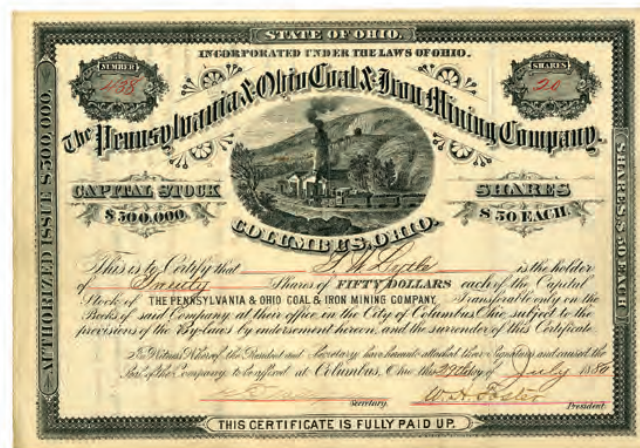 STATE OF OHIO.
INCORPORATED UNDER THE LAWS OF OHIO.
NUMBER
438
SHARES
20
The Pennsylvania & Ohio Coal & Iron Mining Company.
CAPITAL STOCK
$500,000.
SHARES
$50 EACH.
COLUMBUS, OHIO.
AUTHORIZED ISSUE $500,000.
SHARES $50 EACH
This is to Certify that F W Lytle is the holder
of Twenty Shares of FIFTY DOLLARS each of the Capital
Stock of THE PENNSYLVANIA & OHIO COAL & IRON MINING COMPANY Transferable only on the
Books of said Company at their office in the City of Columbus, Ohio subject to the
provisions of the By-laws by endorsement hereon, and the surrender of this Certificate
In Witness Whereof, the President and Secretary have hereunto attached their Signatures and caused the
Seal of the Company to be affixed at Columbus, Ohio this 29th day of July 1880
W. H. Foster
Secretary.
President.
THIS CERTIFICATE IS FULLY PAID UP.